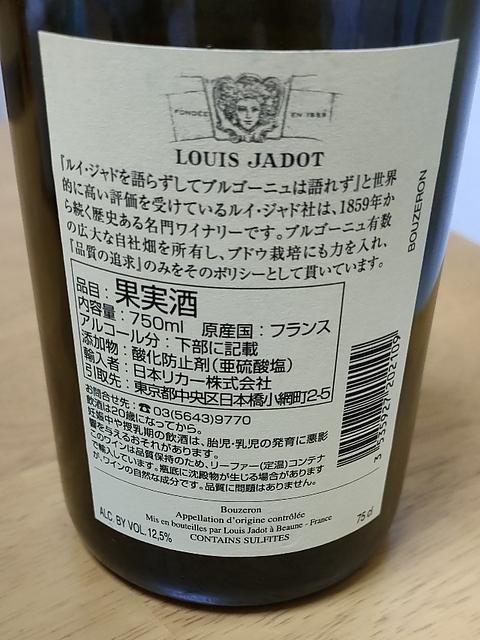 FONDÉE EN 1859
LOUIS JADOT
『ルイ・ジャドを語らずしてブルゴーニュは語れず』と世界
的に高い評価を受けているルイ・ジャド社は、1859年か
ら続く歴史ある名門ワイナリーです。ブルゴーニュ有数
の広大な自社畑を所有し、ブドウ栽培にも力を入れ、
『品質の追求』のみをそのポリシーとして貫いています。
BOUZERON
品目：果実酒
内容量：750ml 原産国：フランス
アルコール分：下部に記載
添加物：酸化防止剤(亜硫酸塩)
輸入者：日本リカー株式会社
引取先：東京都中央区日本橋小網町2-5
お問合せ先：☎03(5643)9770
飲酒は20歳になってから。
妊娠中や授乳期の飲酒は、胎児・乳児の発育に悪影
響を与えるおそれがあります。
このワインは品質保持のため、リーファー(定温)コンテナ
で輸入しています。瓶底に沈殿物が生じる場合があります
が、ワインの自然な成分です。品質に問題はありません。
Bouzeron
Appellation d'origine contrôlée
Mis en bouteilles par Louis Jadot à Beaune - France
CONTAINS SULFITES
ALC. BY VOL. 12,5%
75 cl